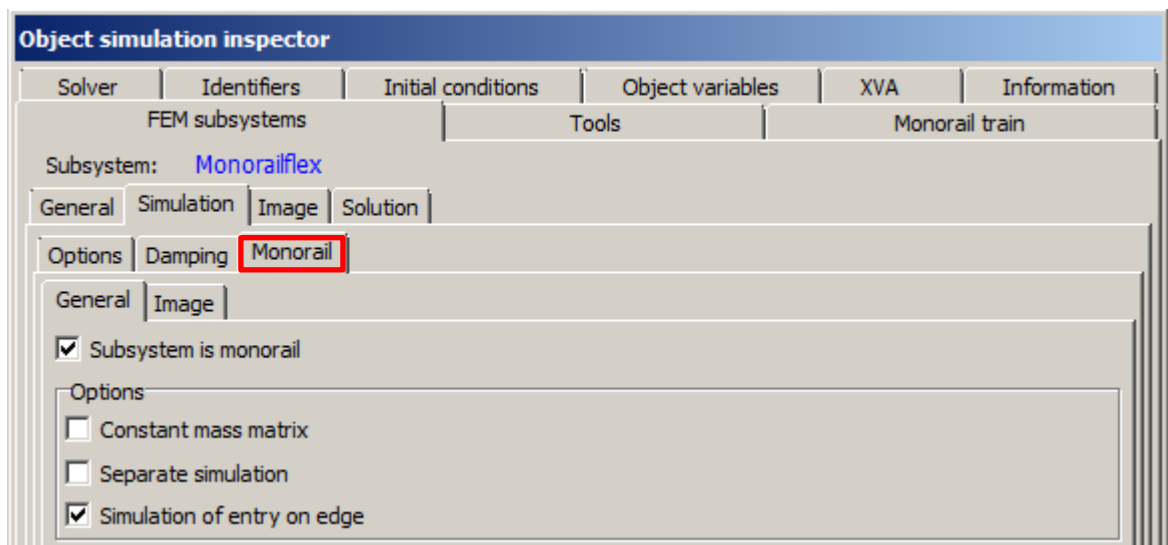 Object simulation inspector
Solver Identifiers Initial conditions Object variables XVA Information
FEM subsystems Tools Monorail train
Subsystem: Monorailflex
General Simulation Image Solution
Options Damping Monorail
General Image
Subsystem is monorail
Options
Constant mass matrix
Separate simulation
Simulation of entry on edge